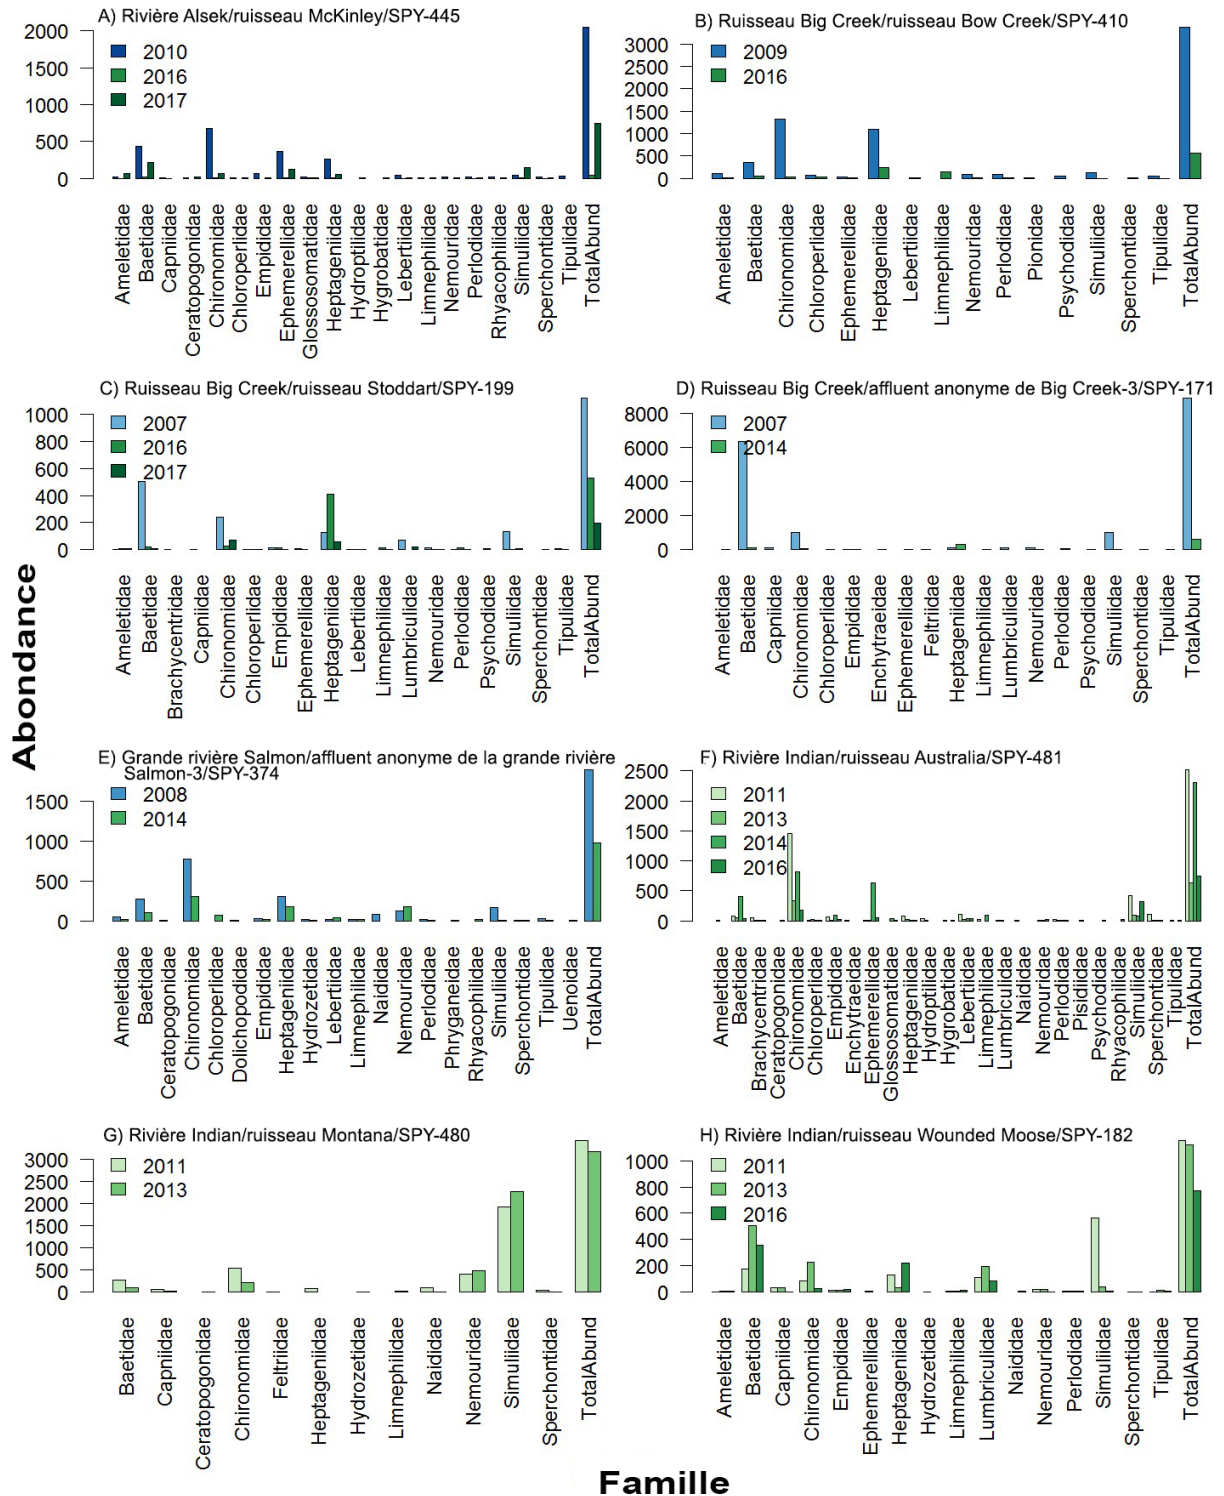 A) Rivière Alsek/ruisseau McKinley/SPY-445
2000
1500
1000
500
0
2010
2016
2017
Ameletidae
Baetidae
Capniidae
Ceratopogonidae
Chironomidae
Chloroperlidae
Empididae
Ephemerellidae
Glossosomatidae
Heptageniidae
Hydroptilidae
Hygrobatidae
Lebertiidae
Limnephilidae
Nemouridae
Perlodidae
Rhyacophilidae
Simuliidae
Sperchontidae
Tipulidae
TotalAbund
B) Ruisseau Big Creek/ruisseau Bow Creek/SPY-410
3000
2500
2000
1500
1000
500
0
2009
2016
Ameletidae
Baetidae
Chironomidae
Chloroperlidae
Ephemerellidae
Heptageniidae
Lebertiidae
Limnephilidae
Nemouridae
Perlodidae
Pionidae
Psychodidae
Simuliidae
Sperchontidae
Tipulidae
TotalAbund
C) Ruisseau Big Creek/ruisseau Stoddart/SPY-199
1000
800
600
400
200
0
2007
2016
2017
Ameletidae
Baetidae
Brachycentridae
Capniidae
Chironomidae
Chloroperlidae
Empididae
Ephemerellidae
Heptageniidae
Lebertiidae
Limnephilidae
Lumbriculidae
Nemouridae
Perlodidae
Psychodidae
Simuliidae
Sperchontidae
Tipulidae
TotalAbund
D) Ruisseau Big Creek/affluent anonyme de Big Creek-3/SPY-171
8000
6000
4000
2000
0
2007
2014
Ameletidae
Baetidae
Capniidae
Chironomidae
Chloroperlidae
Empididae
Enchytraeidae
Ephemerellidae
Feltriidae
Heptageniidae
Limnephilidae
Lumbriculidae
Nemouridae
Perlodidae
Psychodidae
Simuliidae
Sperchontidae
Tipulidae
TotalAbund
Abondance
E) Grande rivière Salmon/affluent anonyme de la grande rivière
Salmon-3/SPY-374
1500
1000
500
0
2008
2014
Ameletidae
Baetidae
Ceratopogonidae
Chironomidae
Chloroperlidae
Dolichopodidae
Empididae
Heptageniidae
Hydrozetidae
Lebertiidae
Limnephilidae
Naididae
Nemouridae
Perlodidae
Phryganeidae
Rhyacophilidae
Simuliidae
Sperchontidae
Tipulidae
Uenoidae
TotalAbund
F) Rivière Indian/ruisseau Australia/SPY-481
2500
2000
1500
1000
500
0
2011
2013
2014
2016
Ameletidae
Baetidae
Brachycentridae
Ceratopogonidae
Chironomidae
Chloroperlidae
Empididae
Enchytraeidae
Ephemerellidae
Glossosomatidae
Heptageniidae
Hydroptilidae
Hygrobatidae
Lebertiidae
Limnephilidae
Lumbriculidae
Naididae
Nemouridae
Perlodidae
Pisidiidae
Psychodidae
Rhyacophilidae
Simuliidae
Sperchontidae
Tipulidae
TotalAbund
G) Rivière Indian/ruisseau Montana/SPY-480
3000
2500
2000
1500
1000
500
0
2011
2013
Baetidae
Capniidae
Ceratopogonidae
Chironomidae
Feltriidae
Heptageniidae
Hydrozetidae
Limnephilidae
Naididae
Nemouridae
Simuliidae
Sperchontidae
TotalAbund
H) Rivière Indian/ruisseau Wounded Moose/SPY-182
1000
800
600
400
200
0
2011
2013
2016
Ameletidae
Baetidae
Capniidae
Chironomidae
Empididae
Ephemerellidae
Heptageniidae
Hydrozetidae
Limnephilidae
Lumbriculidae
Naididae
Nemouridae
Perlodidae
Simuliidae
Sperchontidae
Tipulidae
TotalAbund
Famille